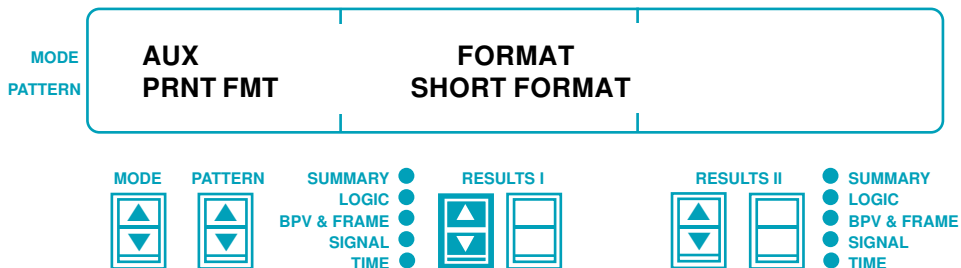 MODE AUX FORMAT
PATTERN PRNT FMT SHORT FORMAT
MODE PATTERN SUMMARY RESULTS I RESULTS II SUMMARY
LOGIC LOGIC
BPV & FRAME BPV & FRAME
SIGNAL SIGNAL
TIME TIME